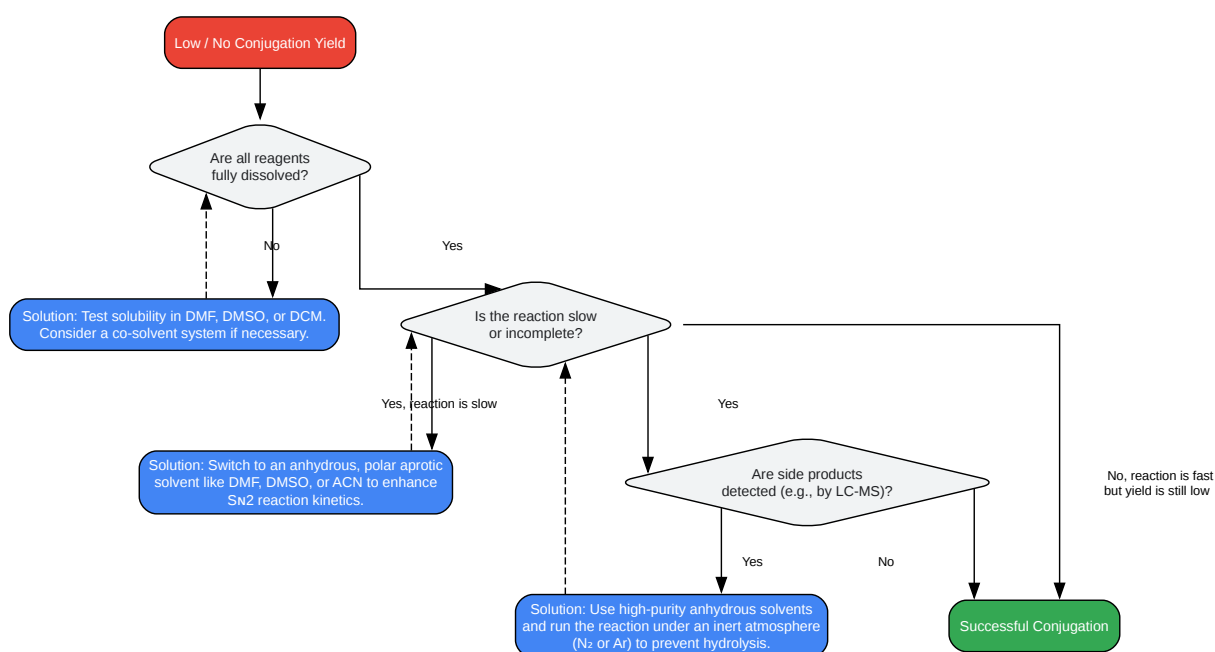 Low / No Conjugation Yield
Are all reagents
fully dissolved?
No
Yes
Solution: Test solubility in DMF, DMSO, or DCM.
Consider a co-solvent system if necessary.
Is the reaction slow
or incomplete?
Yes, reaction is slow
Yes
Solution: Switch to an anhydrous, polar aprotic
solvent like DMF, DMSO, or ACN to enhance
Sɴ2 reaction kinetics.
Are side products
detected (e.g., by LC-MS)?
No, reaction is fast
but yield is still low
Yes
No
Solution: Use high-purity anhydrous solvents
and run the reaction under an inert atmosphere
(N₂ or Ar) to prevent hydrolysis.
Successful Conjugation